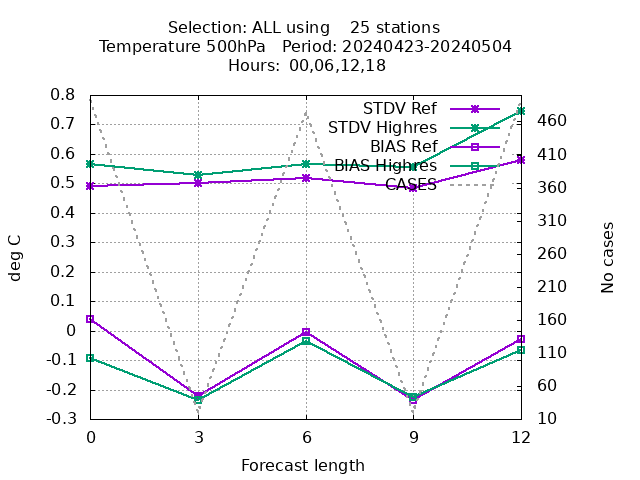 Selection: ALL using    25 stations
Temperature 500hPa   Period: 20240423-20240504
Hours: 00,06,12,18
STDV Ref
STDV Highres
BIAS Ref
BIAS Highres
CASES
0.8
0.7
0.6
0.5
0.4
0.3
0.2
0.1
0
-0.1
-0.2
-0.3
460
410
360
310
260
210
160
110
60
10
deg C
No cases
0 3 6 9 12
Forecast length